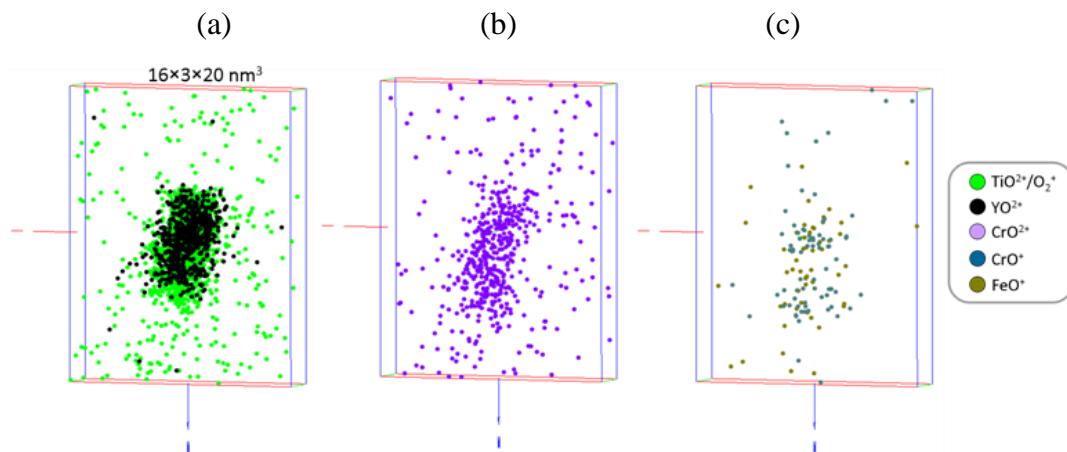 (a) (b) (c)
16×3×20 nm³
TiO²⁺/O₂⁺
YO²⁺
CrO²⁺
CrO⁺
FeO⁺